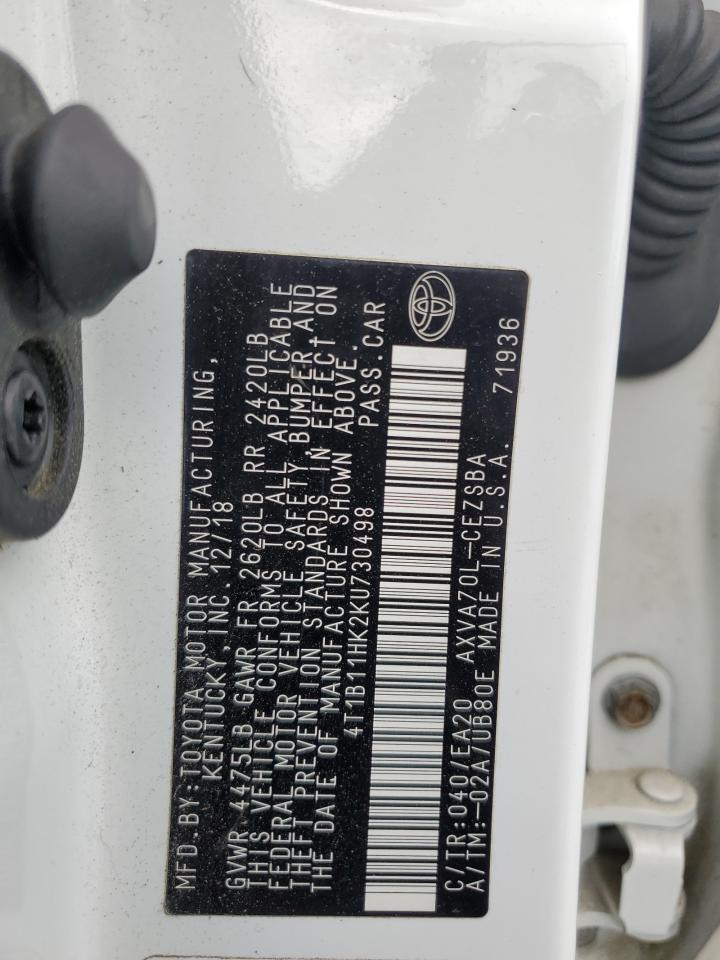 MFD.BY:TOYOTA MOTOR MANUFACTURING,
KENTUCKY, INC. 12/18
GVWR 4475LB GAWR FR 2620LB RR 2420LB
THIS VEHICLE CONFORMS TO ALL APPLICABLE
FEDERAL MOTOR VEHICLE SAFETY, BUMPER, AND
THEFT PREVENTION STANDARDS IN EFFECT ON
THE DATE OF MANUFACTURE SHOWN ABOVE.
4T1B11HK2KU730498 PASS.CAR
C/TR:040/EA20 AXVA70L-CEZSBA
A/TM:-02A/UB80E MADE IN U.S.A. 71936